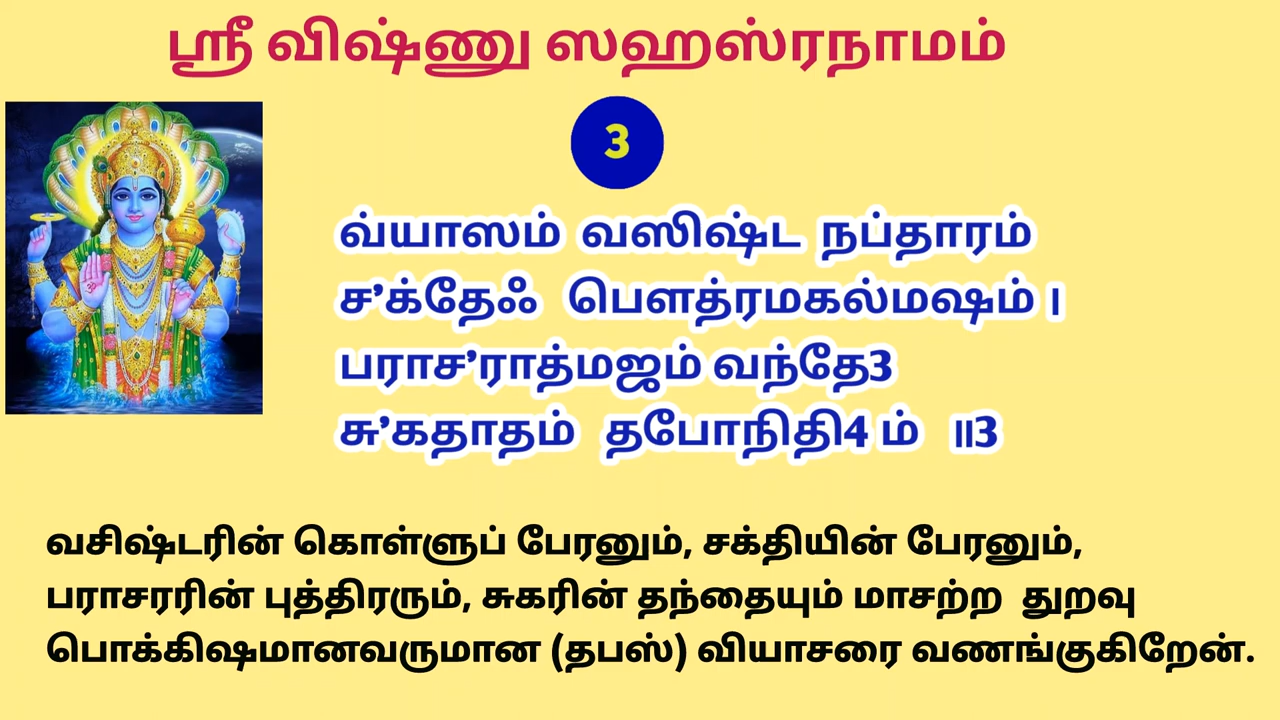 ஸ்ரீ விஷ்ணு ஸஹஸ்ரநாமம்
3
வ்யாஸம் வஸிஷ்ட நப்தாரம்
ச’க்தேஃ பௌத்ரமகல்மஷம் ।
பராச’ராத்மஜம் வந்தே3
சு’கதாதம் தபோநிதி4 ம் ॥3
வசிஷ்டரின் கொள்ளுப் பேரனும், சக்தியின் பேரனும்,
பராசரரின் புத்திரரும், சுகரின் தந்தையும் மாசற்ற துறவு
பொக்கிஷமானவருமான (தபஸ்) வியாசரை வணங்குகிறேன்.